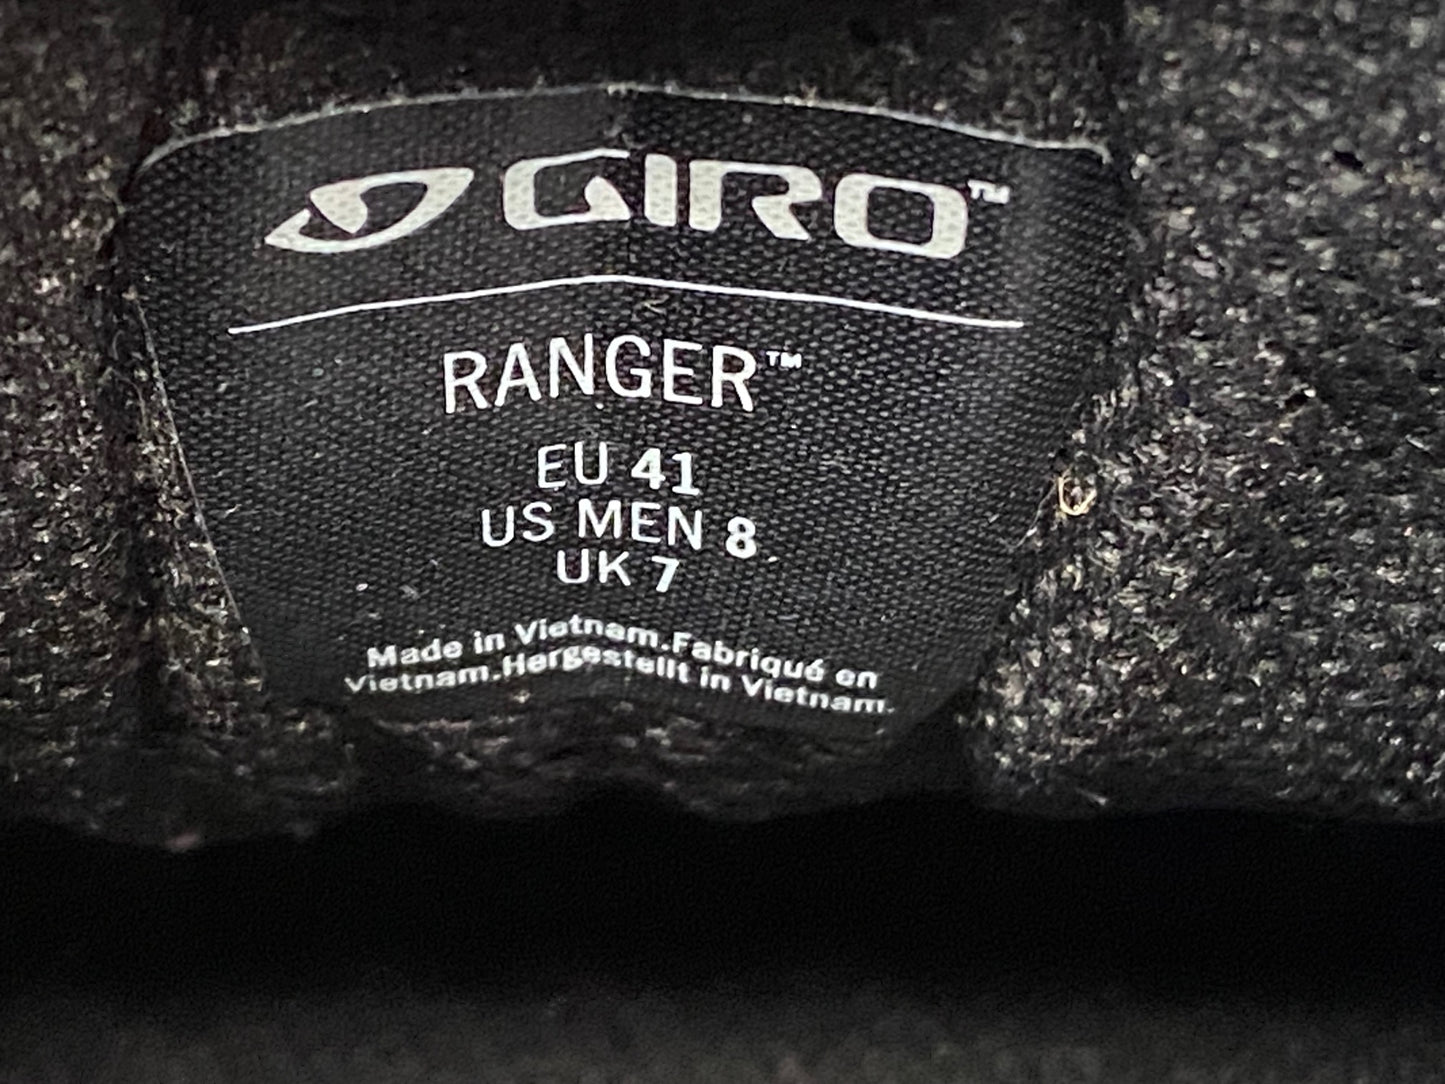 GIRO™
RANGER™
EU 41
US MEN 8
UK 7
Made in Vietnam.Fabriqué en
Vietnam.Hergestellt in Vietnam.